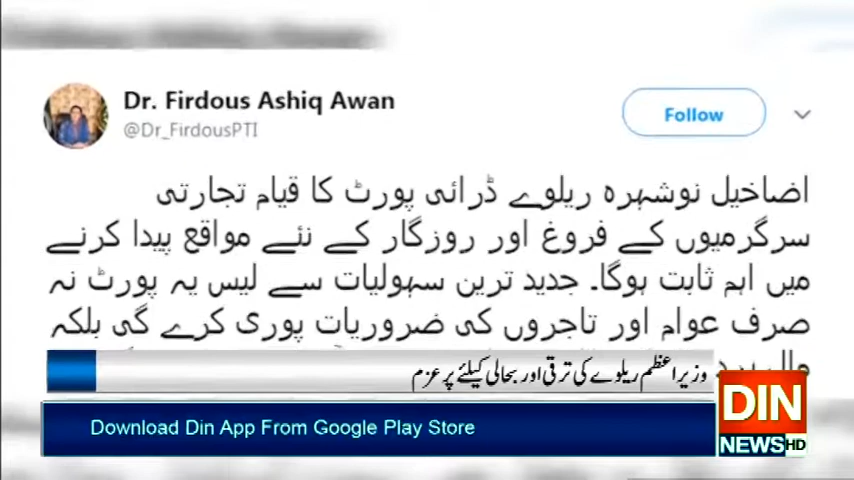 Dr. Firdous Ashiq Awan
@Dr_FirdousPTI
Follow
اضاخیل نوشہرہ ریلوے ڈرائی پورٹ کا قیام تجارتی
سرگرمیوں کے فروغ اور روزگار کے نئے مواقع پیدا کرنے
میں اہم ثابت ہوگا۔ جدید ترین سہولیات سے لیس یہ پورٹ نہ
صرف عوام اور تاجروں کی ضروریات پوری کرے گی بلکہ
وزیراعظم ریلوے کی ترقی اور بحالی کیلئے پرعزم
Download Din App From Google Play Store
DIN
NEWS HD